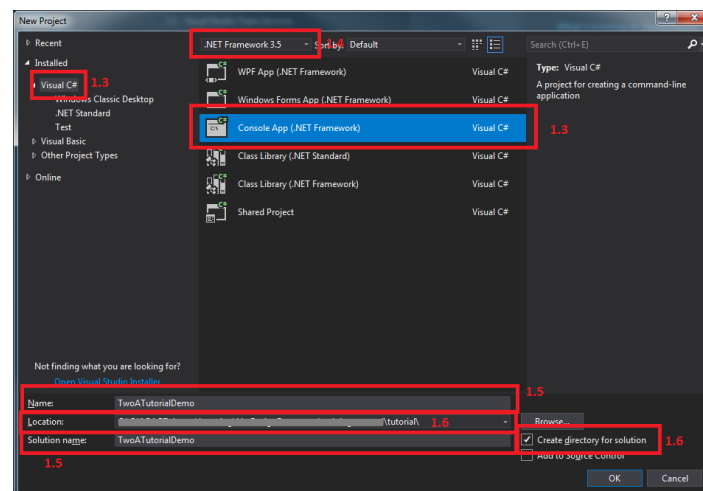 New Project
Recent
.NET Framework 3.5
1.4
Sort by: Default
Search (Ctrl+E)
Installed
Visual C#
1.3
Windows Classic Desktop
.NET Standard
Test
Visual Basic
Other Project Types
Online
WPF App (.NET Framework) Visual C#
Windows Forms App (.NET Framework) Visual C#
Console App (.NET Framework) Visual C#
1.3
Class Library (.NET Standard) Visual C#
Class Library (.NET Framework) Visual C#
Shared Project Visual C#
Type: Visual C#
A project for creating a command-line
application
Not finding what you are looking for?
Open Visual Studio Installer
1.5
Name: TwoATutorialDemo
Location: \tutorial\ 1.6
Browse...
Solution name: TwoATutorialDemo
Create directory for solution
1.6
1.5
Add to Source Control
OK Cancel